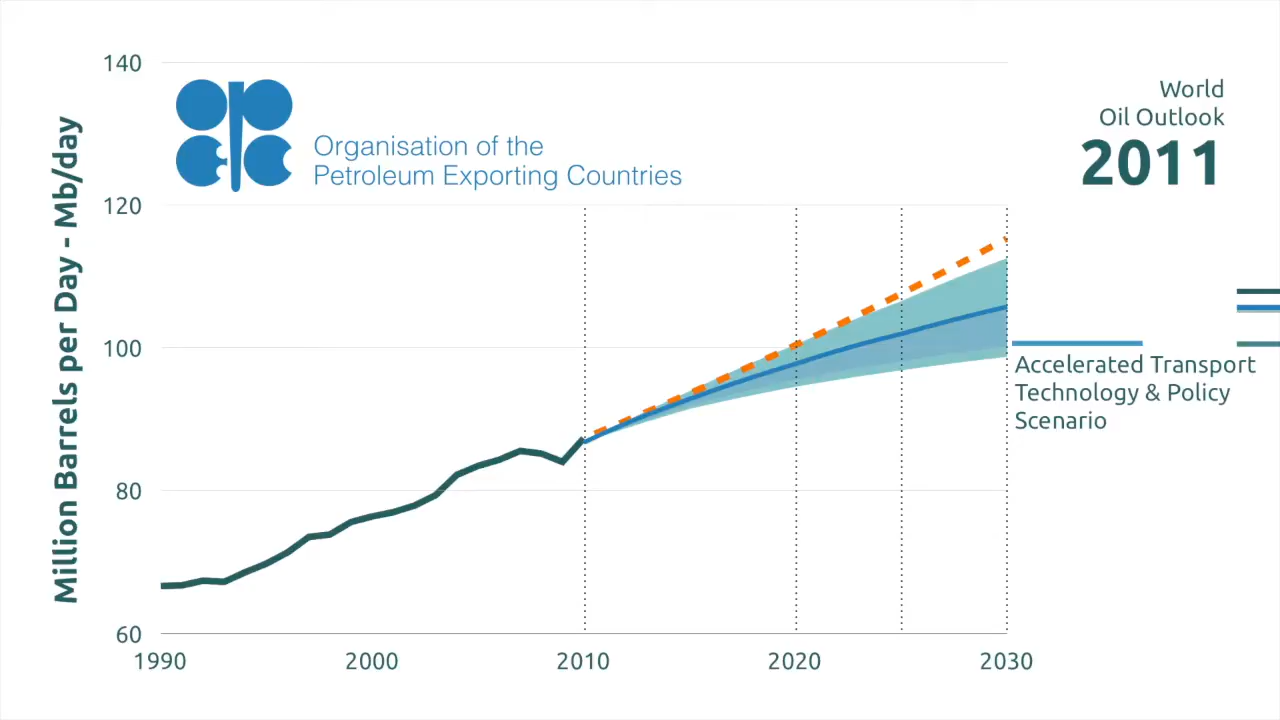 World
Oil Outlook
2011
Organisation of the
Petroleum Exporting Countries
Million Barrels per Day - Mb/day
140
120
100
80
60
1990
2000
2010
2020
2030
Accelerated Transport
Technology & Policy
Scenario